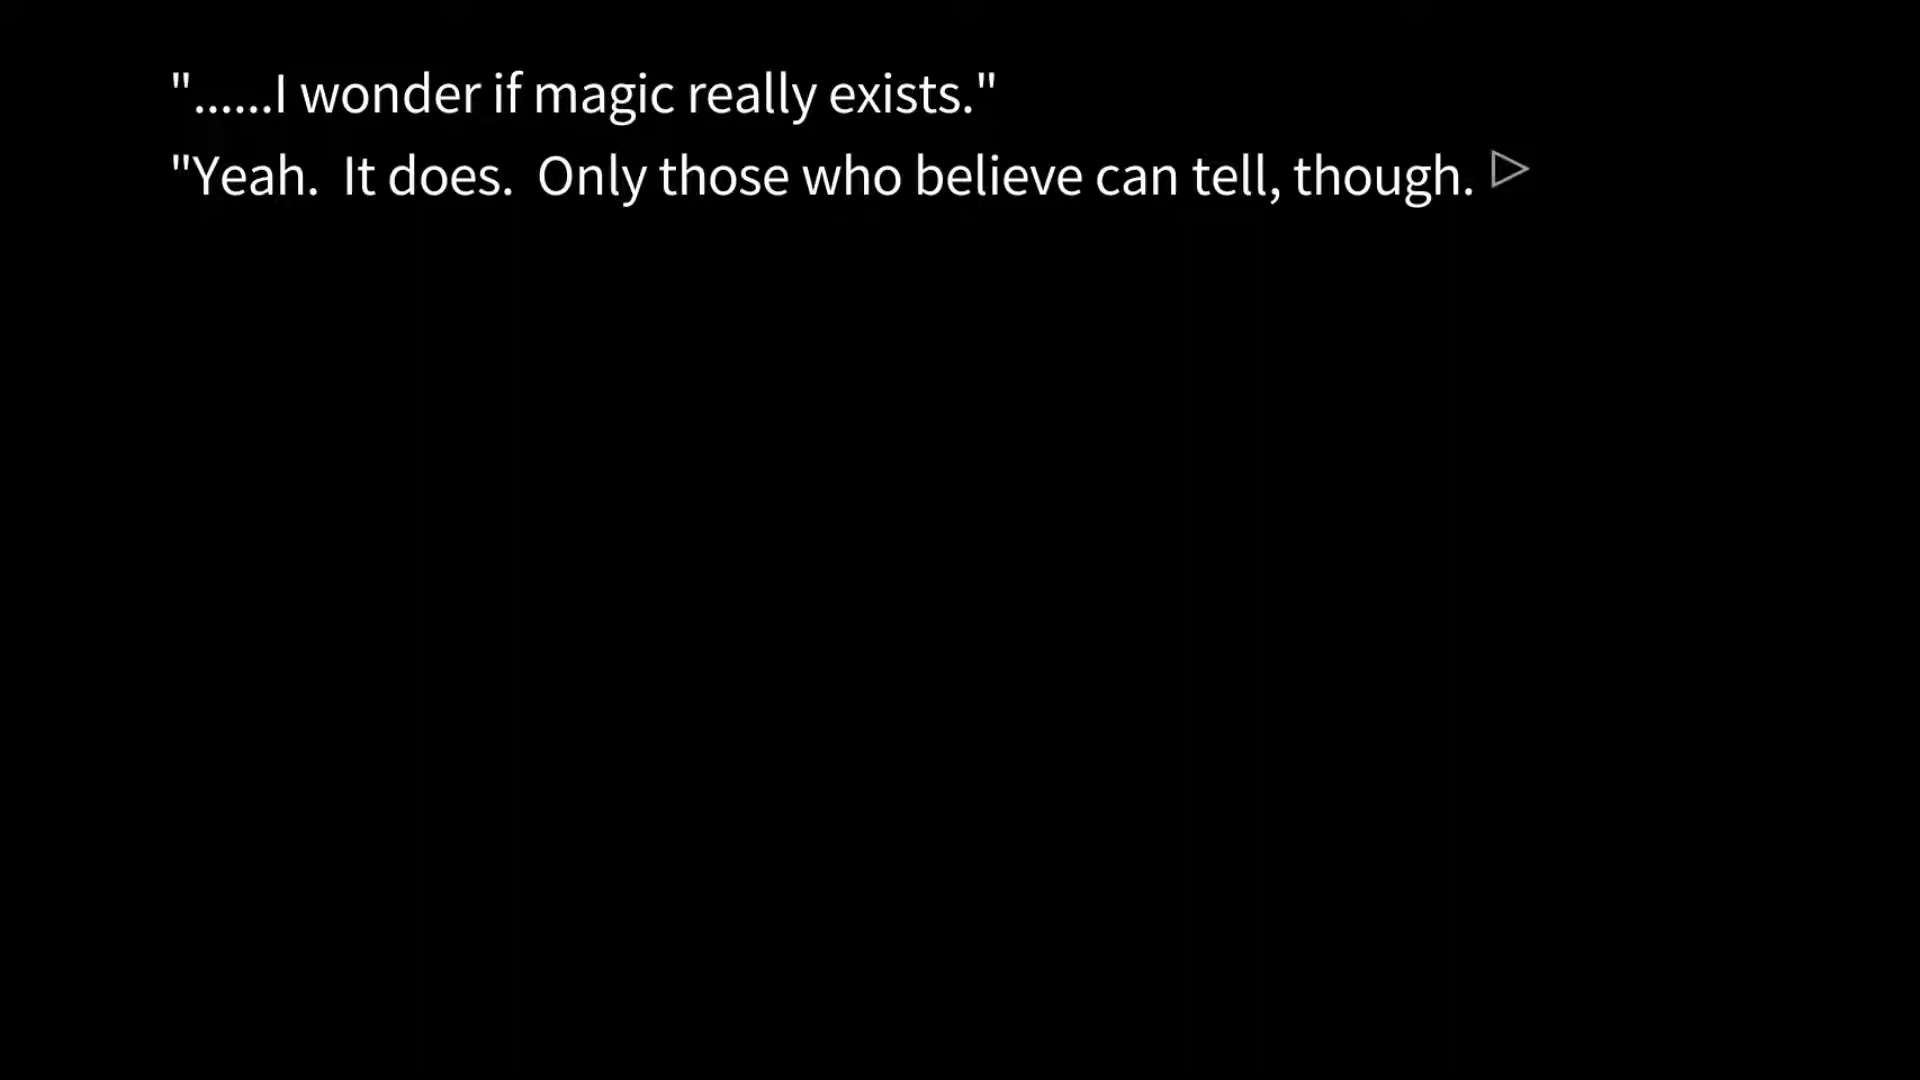 "......I wonder if magic really exists."
"Yeah.  It does.  Only those who believe can tell, though.